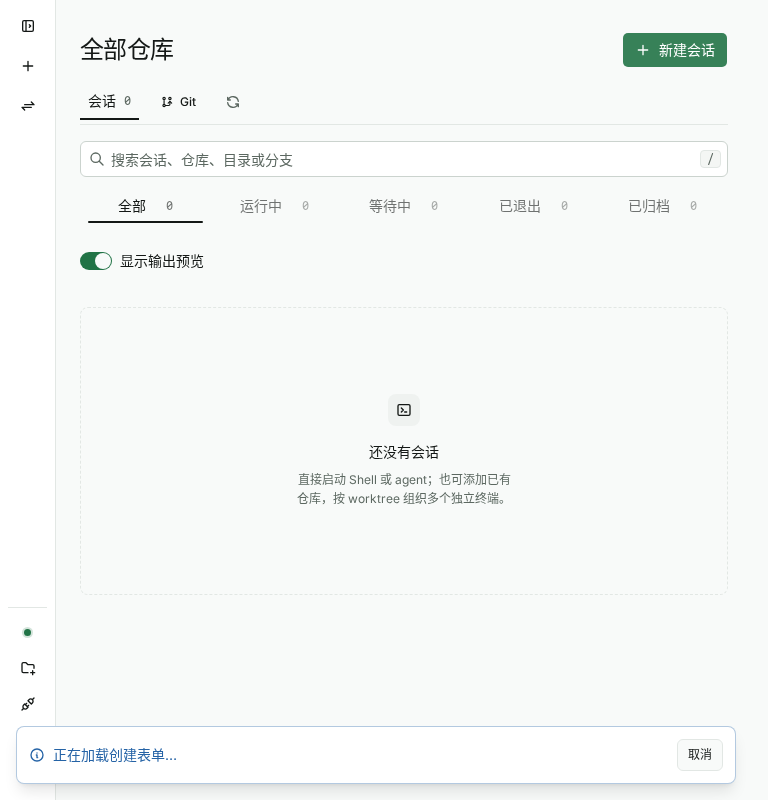 全部仓库
新建会话
会话 0
Git
搜索会话、仓库、目录或分支
/
全部 0
运行中 0
等待中 0
已退出 0
已归档 0
显示输出预览
还没有会话
直接启动 Shell 或 agent；也可添加已有
仓库，按 worktree 组织多个独立终端。
正在加载创建表单...
取消